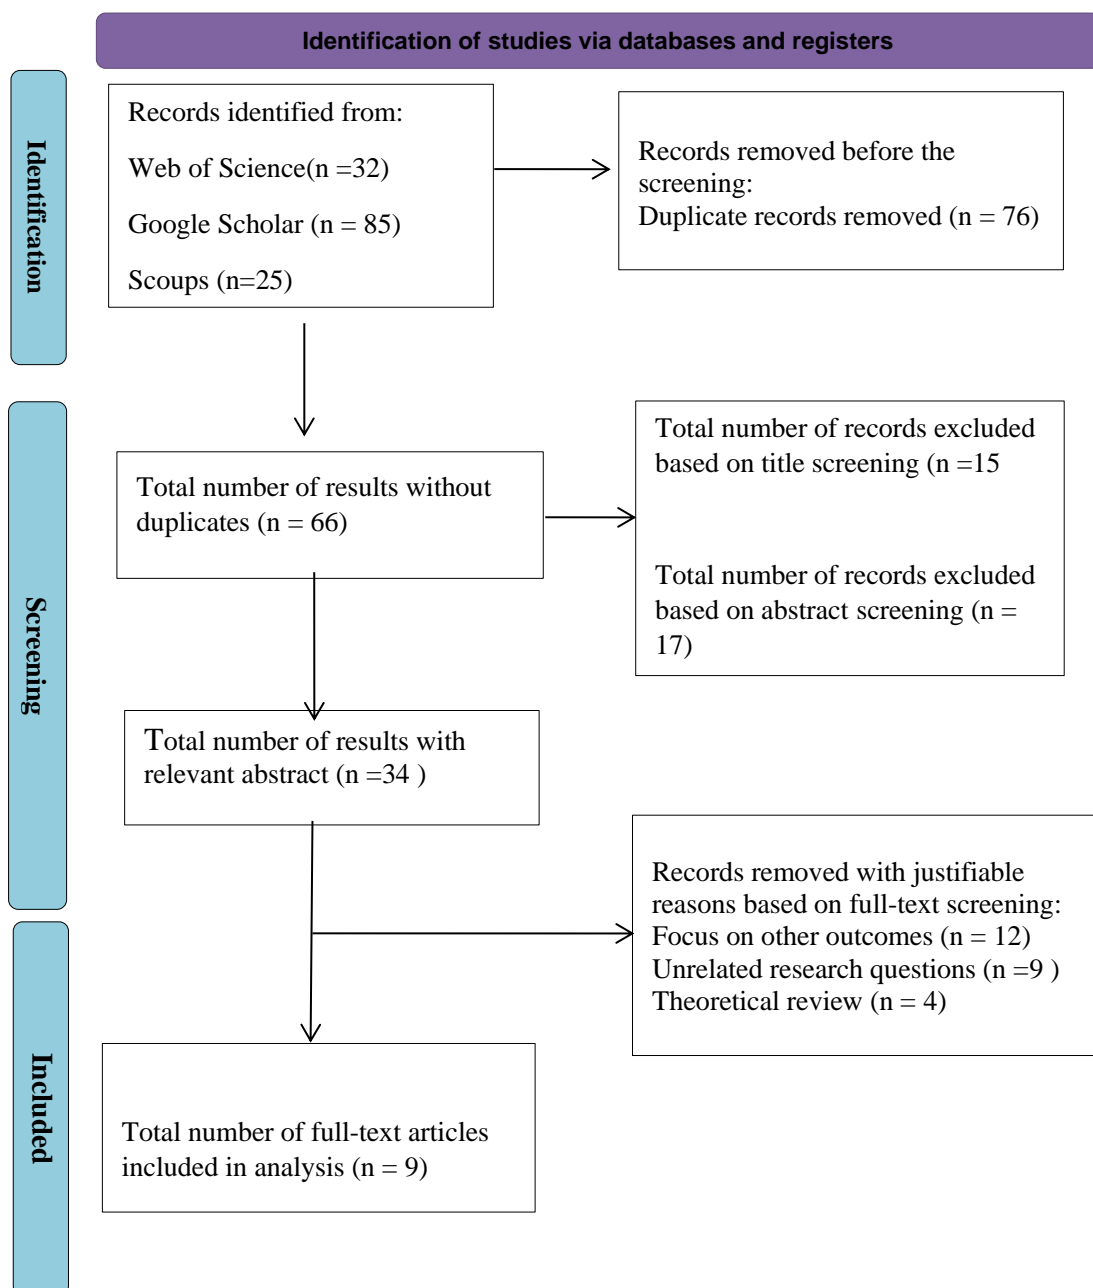 Identification of studies via databases and registers
Identification
Records identified from:
Web of Science(n =32)
Google Scholar (n = 85)
Scoups (n=25)
Records removed before the
screening:
Duplicate records removed (n = 76)
Screening
Total number of results without
duplicates (n = 66)
Total number of records excluded
based on title screening (n =15
Total number of records excluded
based on abstract screening (n =
17)
Total number of results with
relevant abstract (n =34 )
Records removed with justifiable
reasons based on full-text screening:
Focus on other outcomes (n = 12)
Unrelated research questions (n =9 )
Theoretical review (n = 4)
Included
Total number of full-text articles
included in analysis (n = 9)